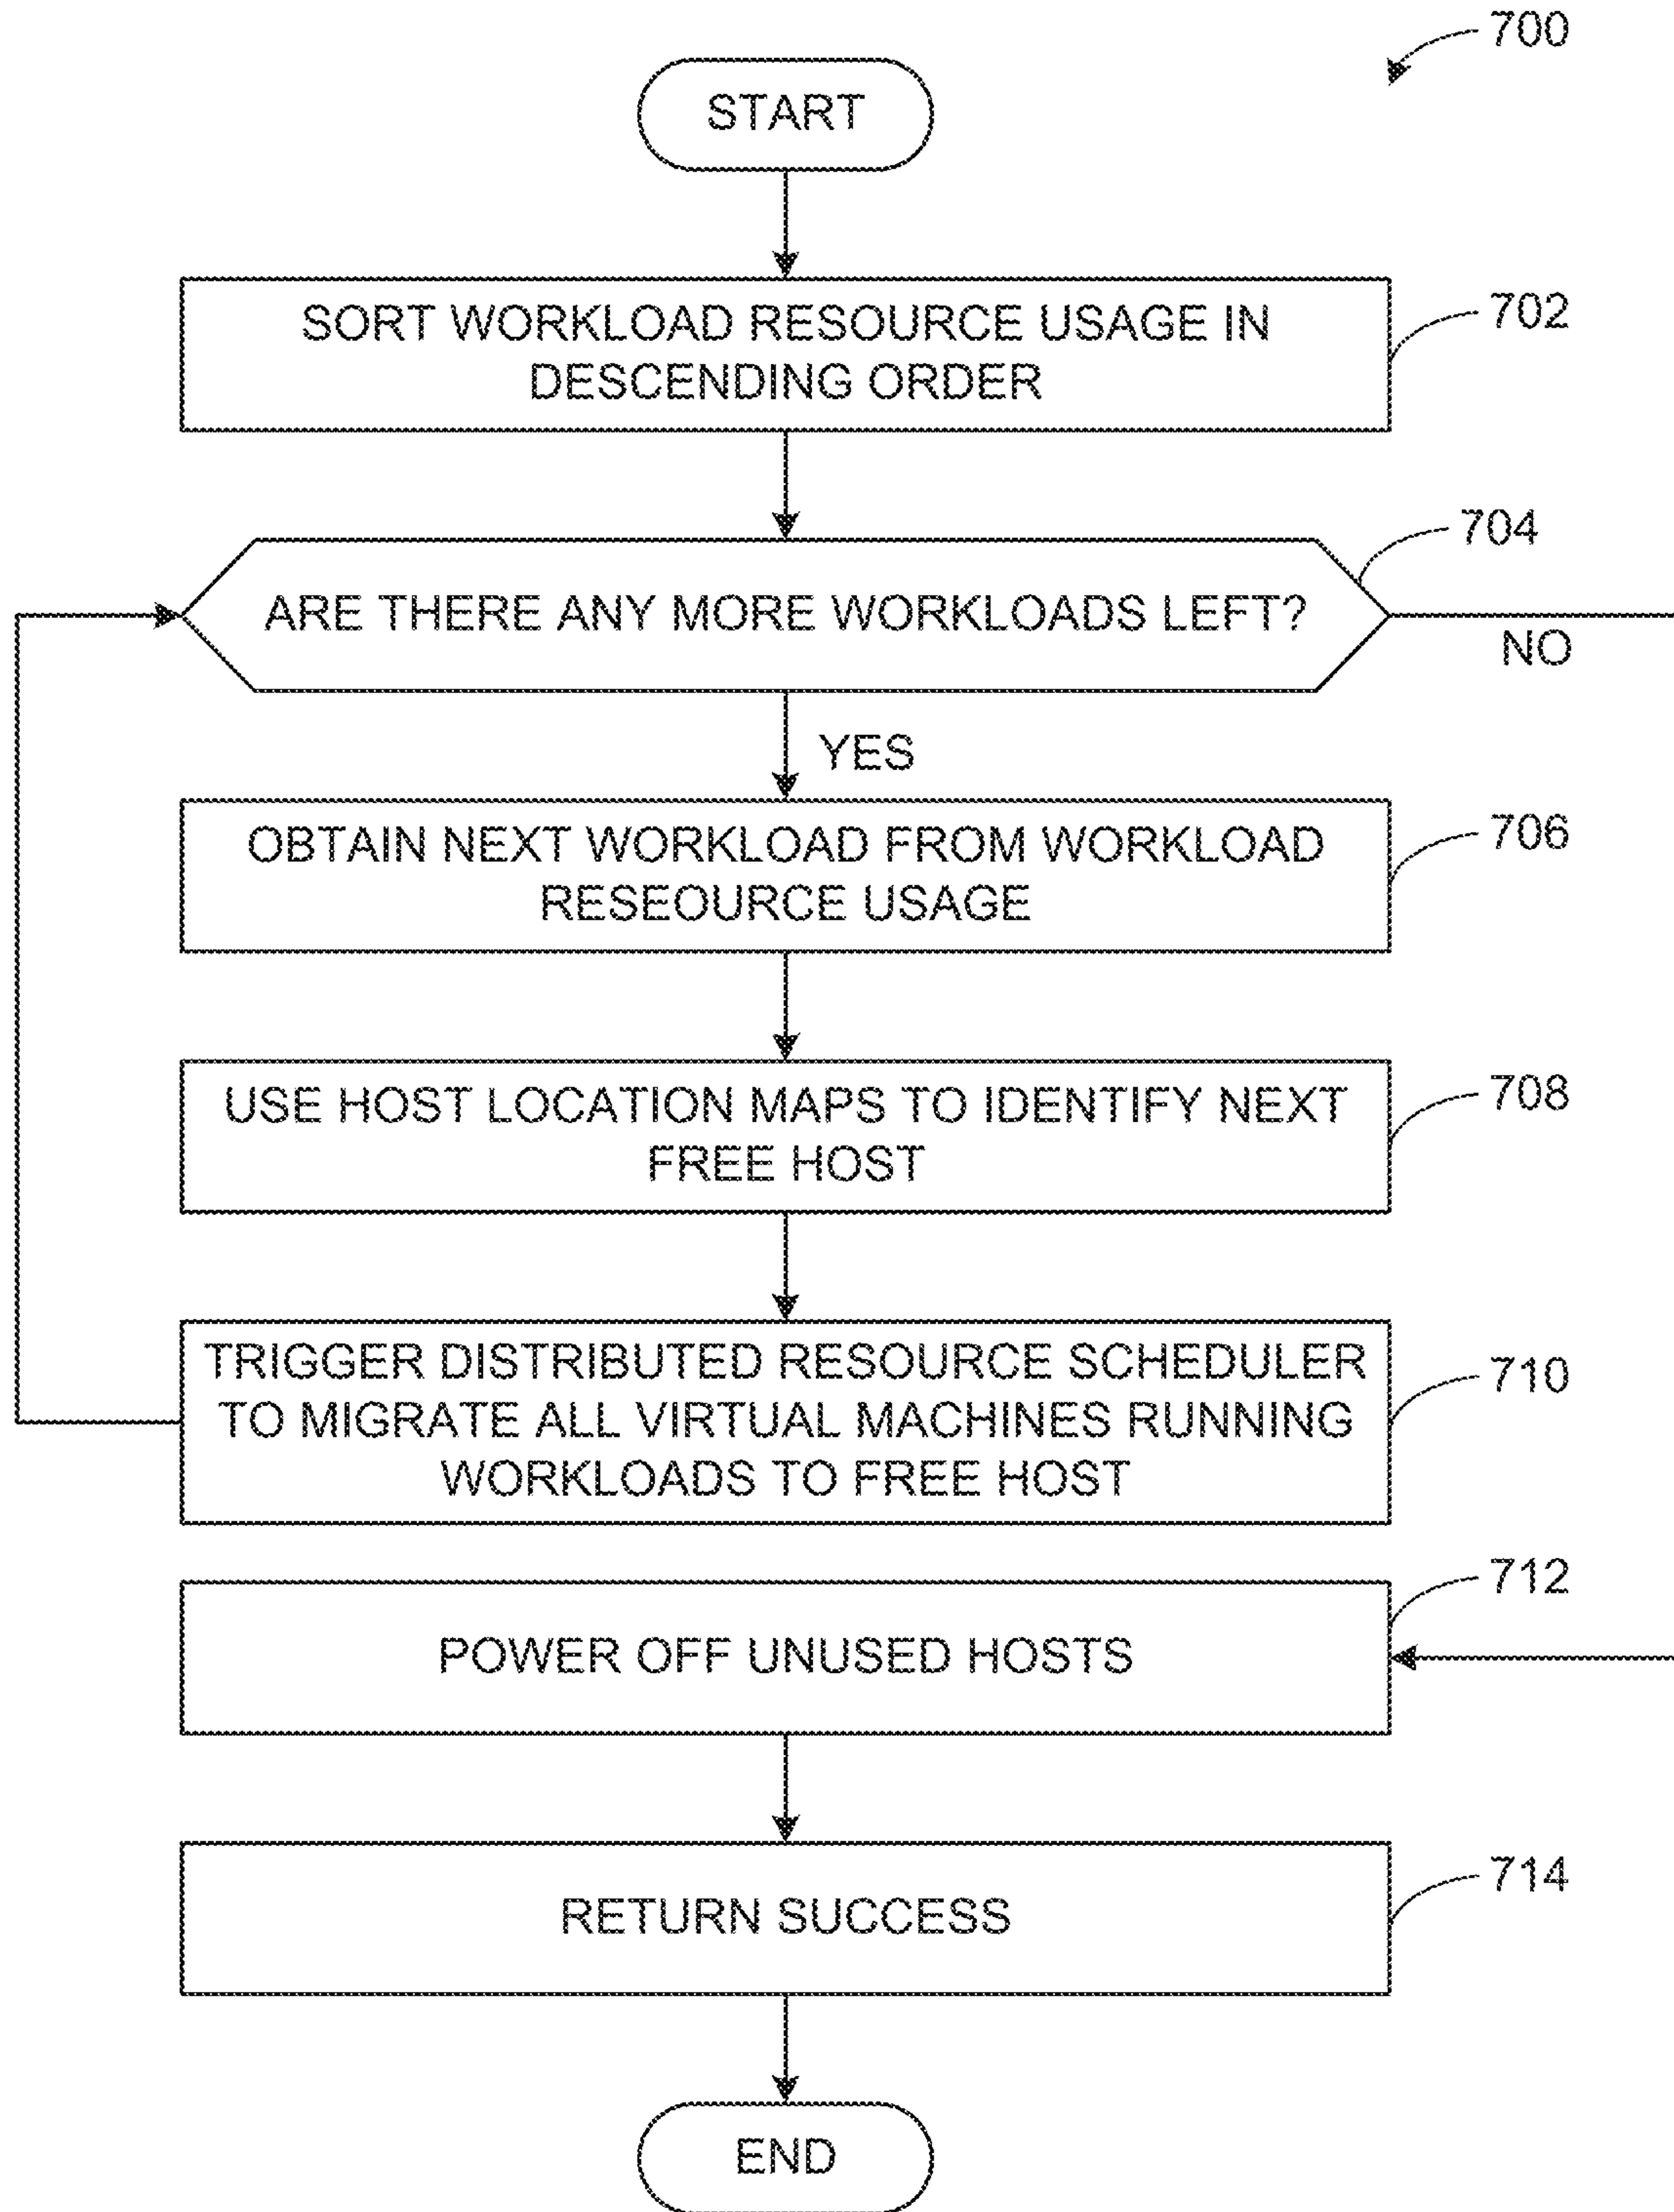 700
START
SORT WORKLOAD RESOURCE USAGE IN
DESCENDING ORDER
702
704
ARE THERE ANY MORE WORKLOADS LEFT?
NO
YES
OBTAIN NEXT WORKLOAD FROM WORKLOAD
RESEOURCE USAGE
706
USE HOST LOCATION MAPS TO IDENTIFY NEXT
FREE HOST
708
TRIGGER DISTRIBUTED RESOURCE SCHEDULER
TO MIGRATE ALL VIRTUAL MACHINES RUNNING
WORKLOADS TO FREE HOST
710
712
POWER OFF UNUSED HOSTS
714
RETURN SUCCESS
END